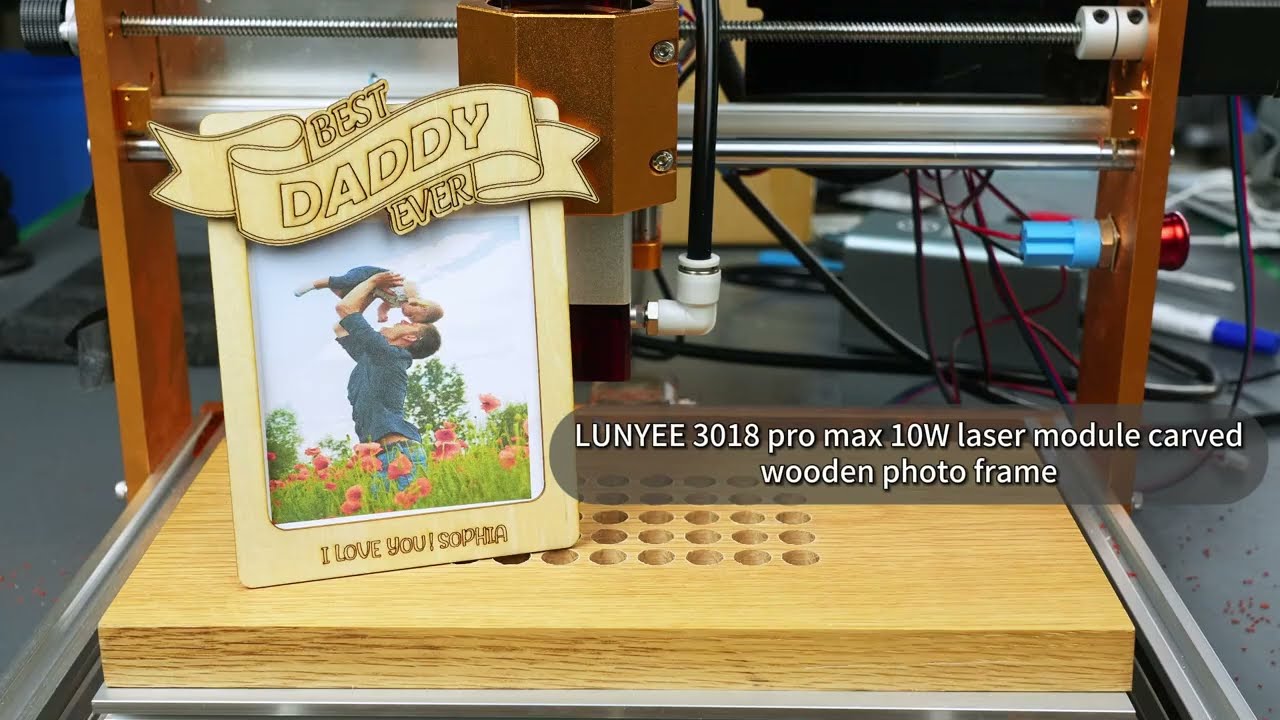 BEST
DADDY
EVER
I LOVE YOU! SOPHIA
LUNYEE 3018 pro max 10W laser module carved
wooden photo frame